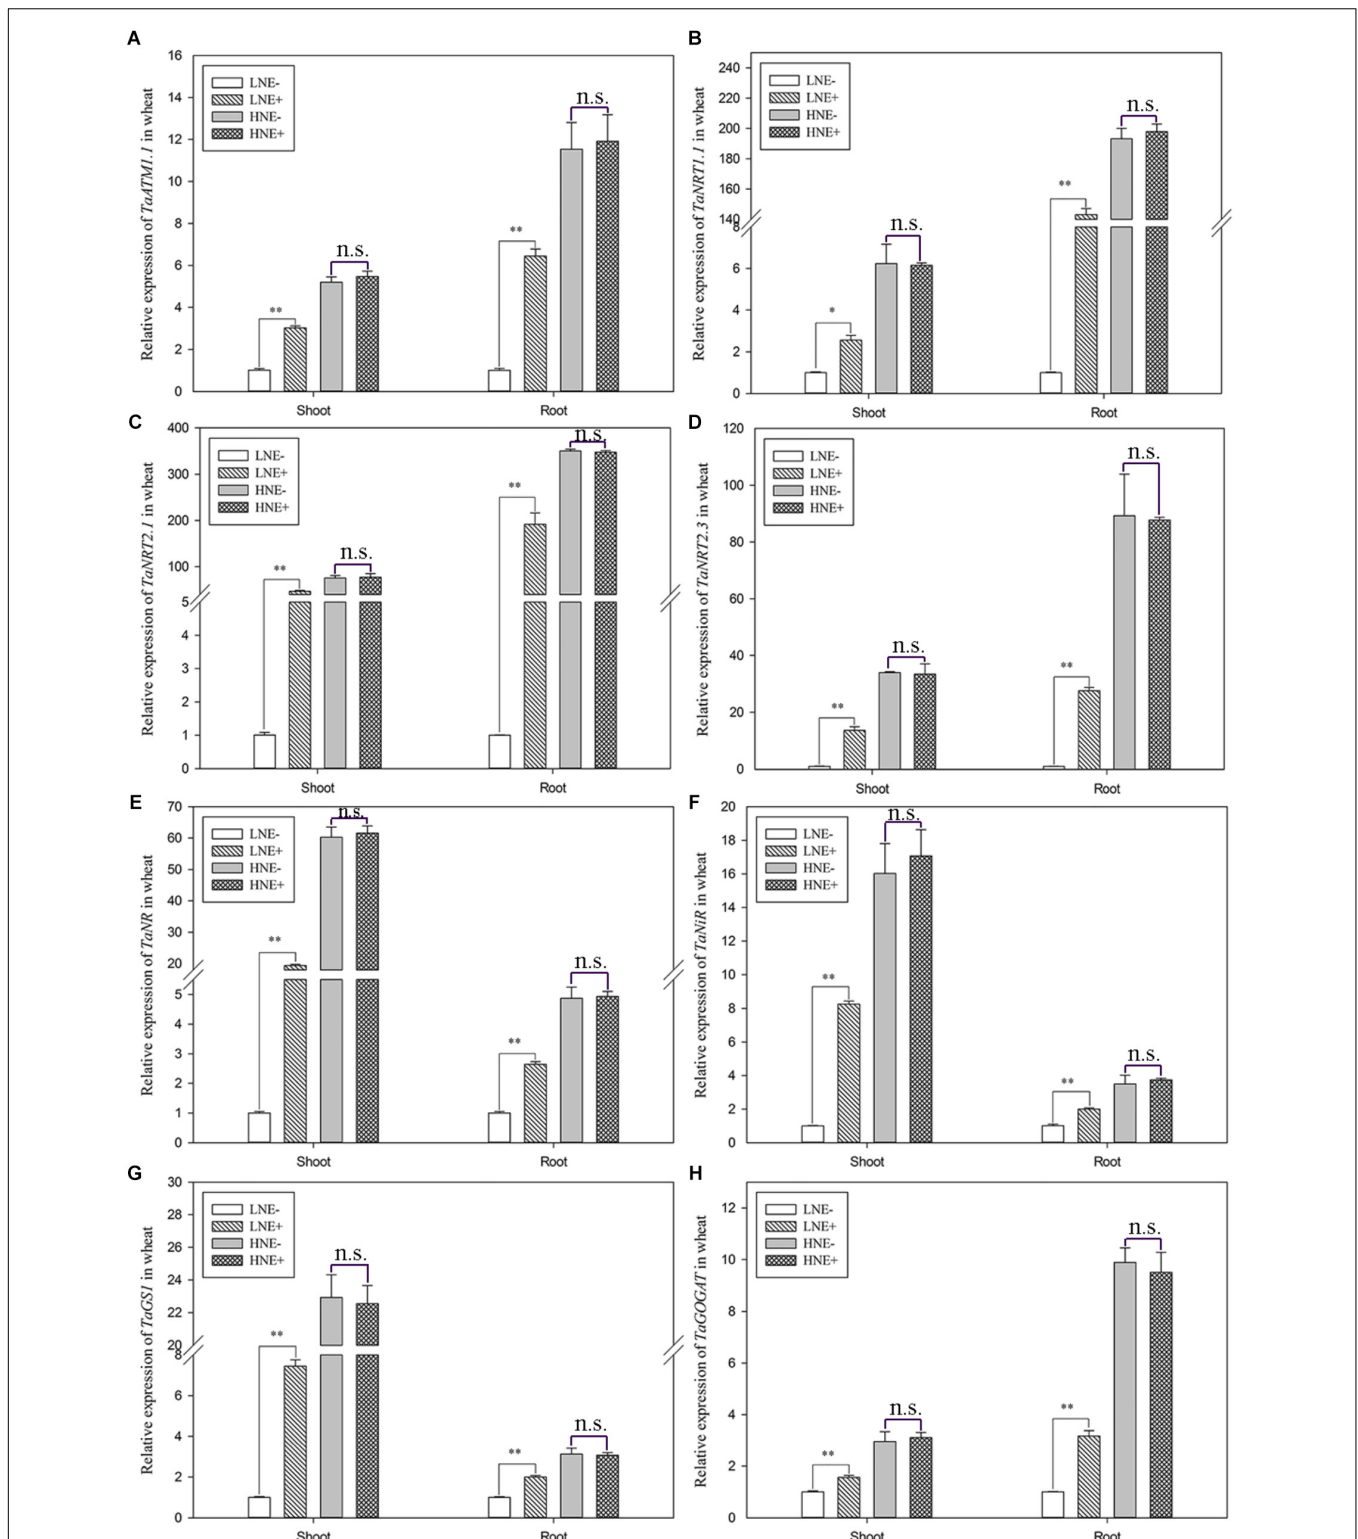 A
16
14
12
10
8
6
4
2
0
Relative expression of TaATM1.1 in wheat
LNE-
LNE+
HNE-
HNE+
**
n.s.
**
n.s.
Shoot Root
B
240
220
200
180
160
140
8
6
4
2
0
Relative expression of TaNRT1.1 in wheat
LNE-
LNE+
HNE-
HNE+
*
n.s.
**
n.s.
Shoot Root
C
400
300
200
100
5
4
3
2
1
0
Relative expression of TaNRT2.1 in wheat
LNE-
LNE+
HNE-
HNE+
**
n.s.
**
n.s.
Shoot Root
D
120
100
80
60
40
20
0
Relative expression of TaNRT2.3 in wheat
LNE-
LNE+
HNE-
HNE+
**
n.s.
**
n.s.
Shoot Root
E
70
60
50
40
30
20
5
4
3
2
1
0
Relative expression of TaNR in wheat
LNE-
LNE+
HNE-
HNE+
**
n.s.
**
n.s.
Shoot Root
F
20
18
16
14
12
10
8
6
4
2
0
Relative expression of TaNiR in wheat
LNE-
LNE+
HNE-
HNE+
**
n.s.
**
n.s.
Shoot Root
G
30
28
26
24
22
20
8
6
4
2
0
Relative expression of TaGS1 in wheat
LNE-
LNE+
HNE-
HNE+
**
n.s.
**
n.s.
Shoot Root
H
12
10
8
6
4
2
0
Relative expression of TaGOGAT in wheat
LNE-
LNE+
HNE-
HNE+
**
n.s.
**
n.s.
Shoot Root